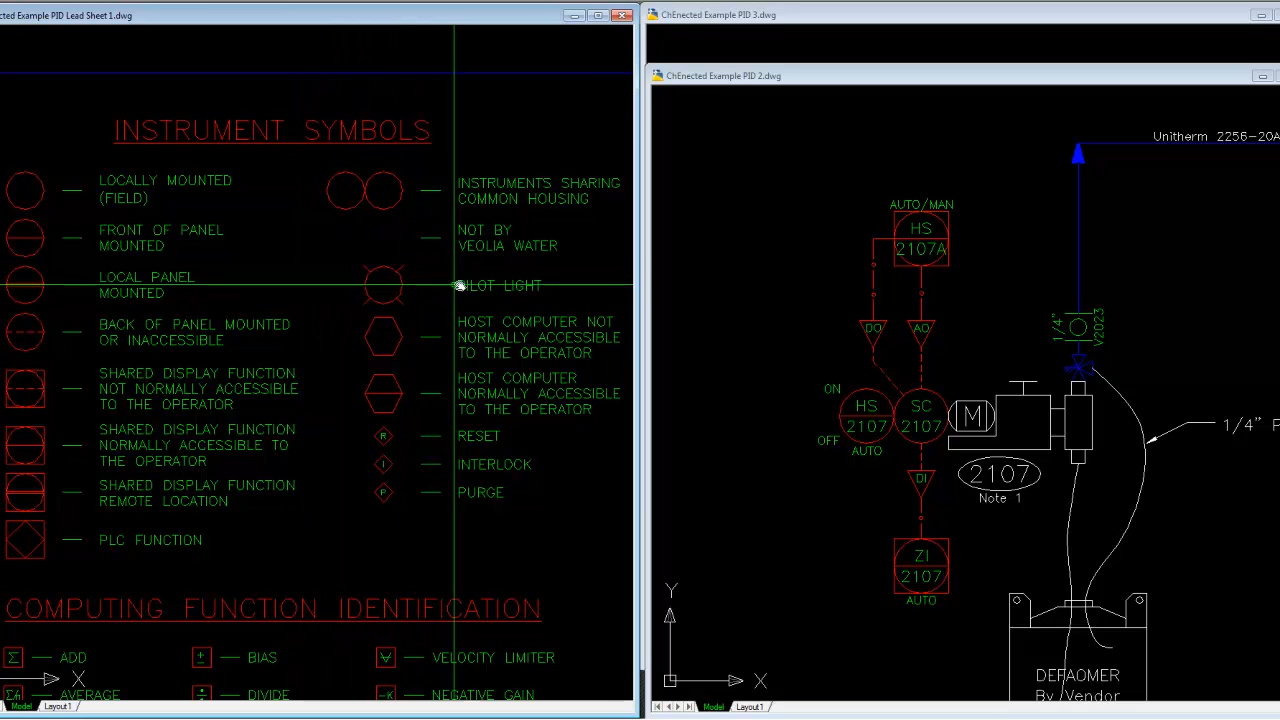 ected Example PID Lead Sheet 1.dwg
INSTRUMENT SYMBOLS
LOCALLY MOUNTED
(FIELD)
FRONT OF PANEL
MOUNTED
LOCAL PANEL
MOUNTED
BACK OF PANEL MOUNTED
OR INACCESSIBLE
SHARED DISPLAY FUNCTION
NOT NORMALLY ACCESSIBLE
TO THE OPERATOR
SHARED DISPLAY FUNCTION
NORMALLY ACCESSIBLE TO
THE OPERATOR
SHARED DISPLAY FUNCTION
REMOTE LOCATION
PLC FUNCTION
INSTRUMENTS SHARING
COMMON HOUSING
NOT BY
VEOLIA WATER
PILOT LIGHT
HOST COMPUTER NOT
NORMALLY ACCESSIBLE
TO THE OPERATOR
HOST COMPUTER
NORMALLY ACCESSIBLE
TO THE OPERATOR
R RESET
I INTERLOCK
P PURGE
COMPUTING FUNCTION IDENTIFICATION
Σ ADD
± BIAS
VELOCITY LIMITER
X
AVERAGE
÷ DIVIDE
-K NEGATIVE GAIN
Model Layout1
ChEnected Example PID 3.dwg
ChEnected Example PID 2.dwg
Unitherm 2256-20A
AUTO/MAN
HS
2107A
DO
AO
1/4"
V2023
ON
HS
2107
OFF
AUTO
SC
2107
M
1/4" P
2107
Note 1
DI
ZI
2107
AUTO
Y
X
DEFAOMER
By Vendor
Model Layout1